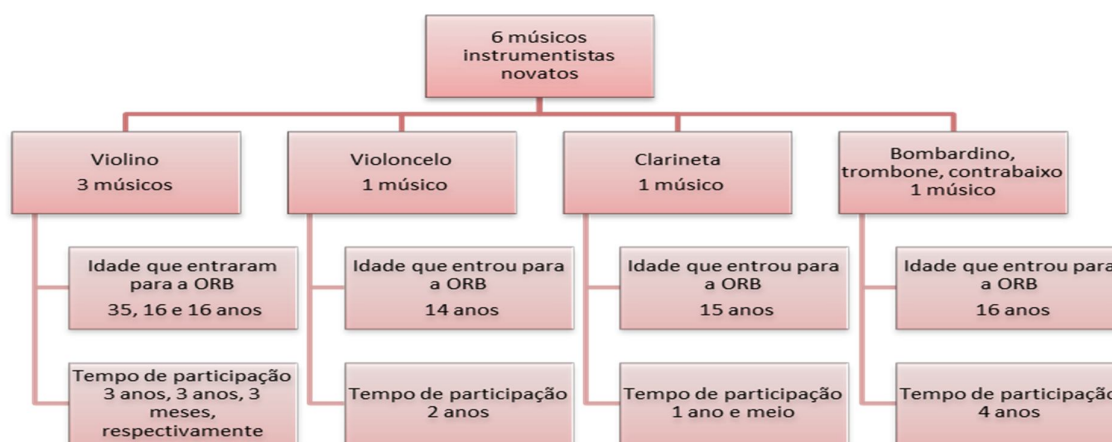 6 músicos
instrumentistas
novatos
Violino
3 músicos
Violoncelo
1 músico
Clarineta
1 músico
Bombardino,
trombone, contrabaixo
1 músico
Idade que entraram
para a ORB
35, 16 e 16 anos
Idade que entrou para
a ORB
14 anos
Idade que entrou para
a ORB
15 anos
Idade que entrou para
a ORB
16 anos
Tempo de participação
3 anos, 3 anos, 3
meses,
respectivamente
Tempo de participação
2 anos
Tempo de participação
1 ano e meio
Tempo de participação
4 anos